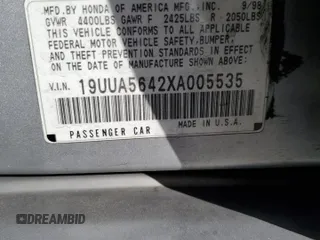 MFD.BY HONDA OF AMERICA MFG.,INC. 9/98
GVWR 4400LBS GAWR F 2425LBS R 2050LBS
THIS VEHICLE CONFORMS TO ALL APPLICABLE
FEDERAL MOTOR VEHICLE SAFETY,BUMPER,
AND THEFT PREVENTION STANDARDS IN EFFECT
ON THE DATE OF MANUFACTURE SHOWN ABOVE.
V.I.N. 19UUA5642XA005535
PASSENGER CAR MADE IN U.S.A.
DREAMBID